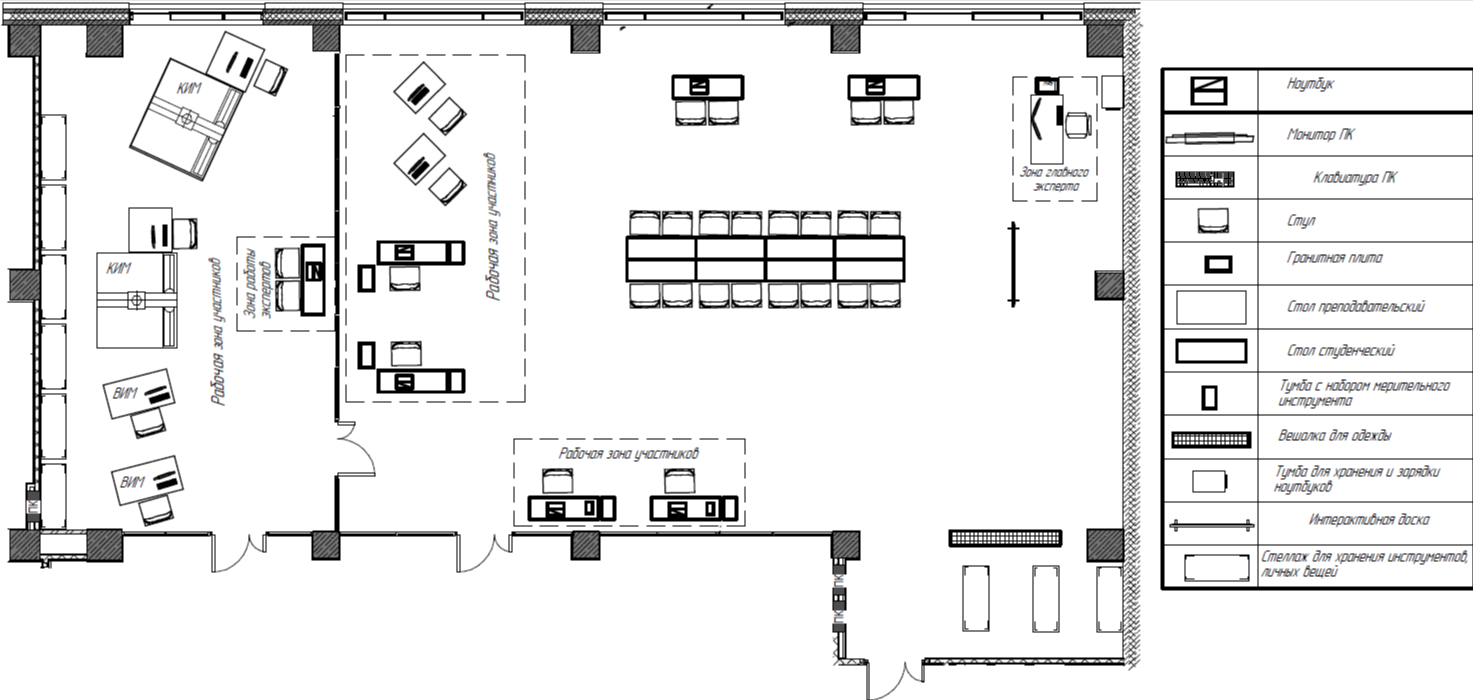 КИМ
КИМ
ВИМ
ВИМ
ПК
Рабочая зона участников
Зона работы
экспертов
Рабочая зона участников
Рабочая зона участников
Зона главного
эксперта
ПК
ПК
Ноутбук
Монитор ПК
Клавиатура ПК
Стул
Гранитная плита
Стол преподавательский
Стол студенческий
Тумба с набором мерительного
инструмента
Вешалка для одежды
Тумба для хранения и зарядки
ноутбуков
Интерактивная доска
Стеллаж для хранения инструментов,
личных вещей